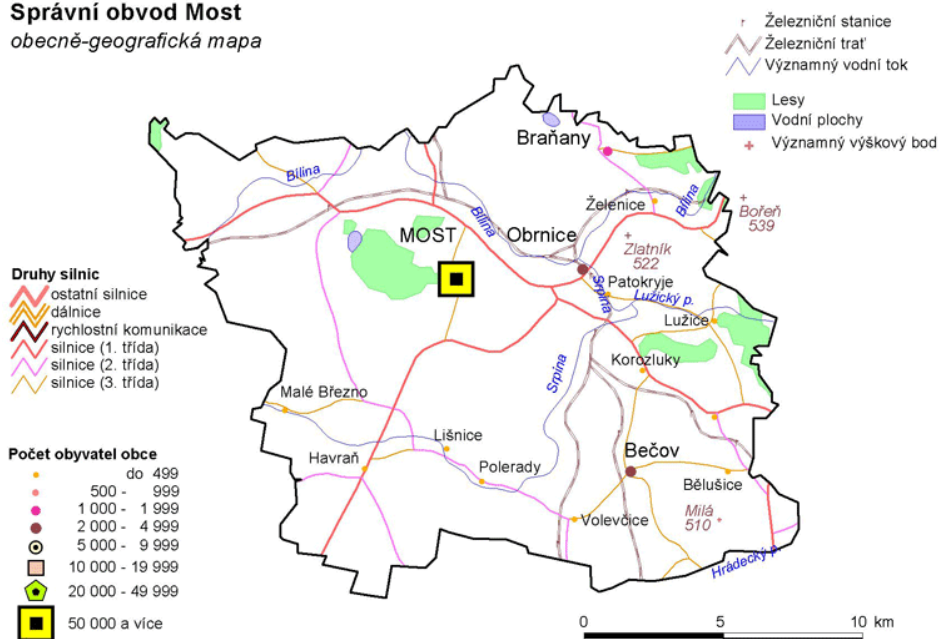 Správní obvod Most
obecně-geografická mapa
Železniční stanice
Železniční trať
Významný vodní tok
Lesy
Vodní plochy
Významný výškový bod
Braňany
Bílina
Želenice
Bílina
Bořeň
539
Bílina
MOST
Obrnice
Zlatník
522
Patokryje
Srpina
Lužický p.
Lužice
Korozluky
Srpina
Malé Březno
Lišnice
Havraň
Polerady
Bečov
Bělušice
Volevčice
Milá
510
Hrádecký p.
Druhy silnic
ostatní silnice
dálnice
rychlostní komunikace
silnice (1. třída)
silnice (2. třída)
silnice (3. třída)
Počet obyvatel obce
do 499
500 - 999
1 000 - 1 999
2 000 - 4 999
5 000 - 9 999
10 000 - 19 999
20 000 - 49 999
50 000 a více
0 5 10 km